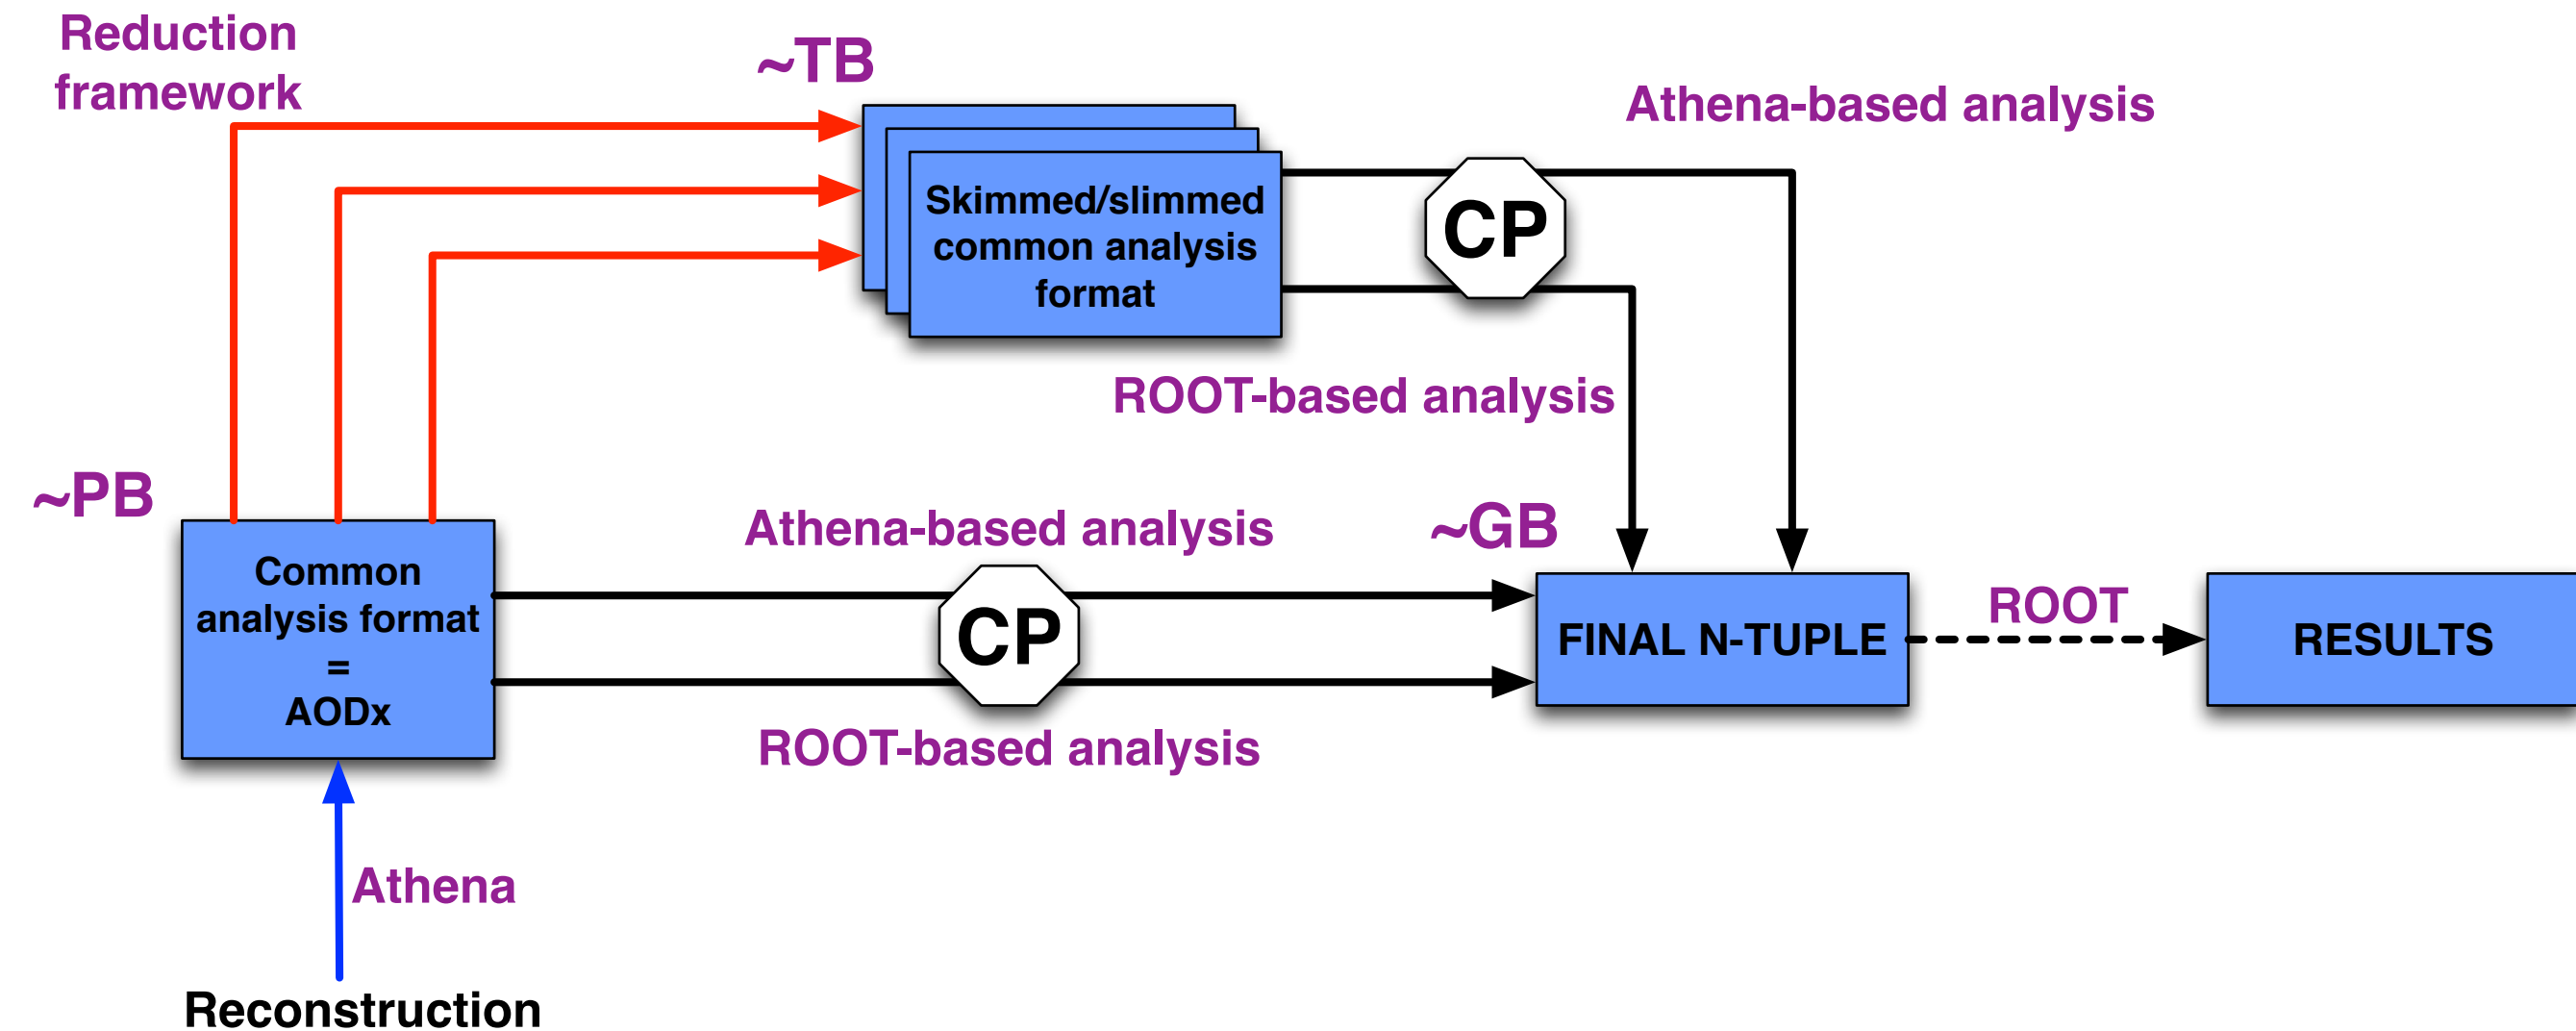 Reduction
framework
~TB
Athena-based analysis
Skimmed/slimmed
common analysis
format
CP
ROOT-based analysis
~PB
Common
analysis format
=
AODx
Athena-based analysis
~GB
CP
ROOT-based analysis
FINAL N-TUPLE
ROOT
RESULTS
Athena
Reconstruction